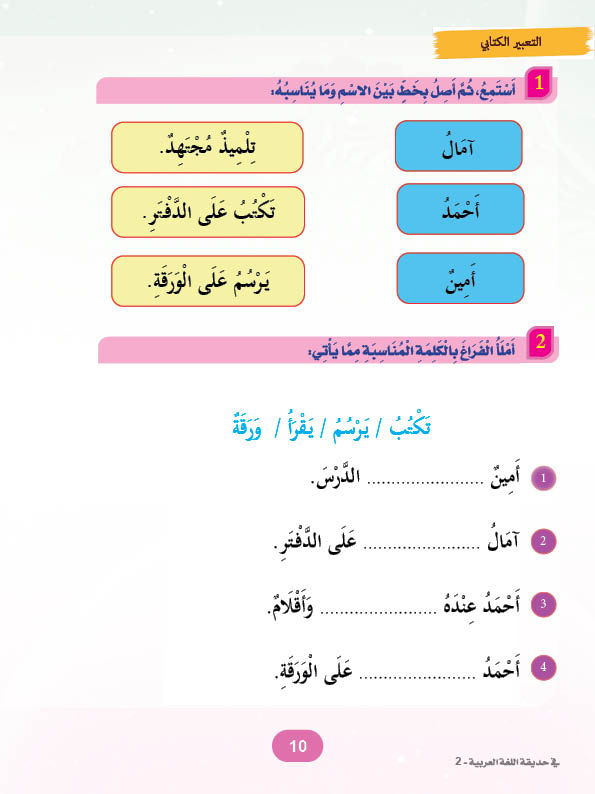 التعبير الكتابي
1 أَسْتَمِعُ، ثُمَّ أَصِلُ بِخَطٍّ بَيْنَ الاسْمِ وَمَا يُنَاسِبُهُ:
آمَالُ تِلْمِيذٌ مُجْتَهِدٌ.
أَحْمَدُ تَكْتُبُ عَلَى الدَّفْتَرِ.
أَمِينٌ يَرْسُمُ عَلَى الْوَرَقَةِ.
2 أَمْلَأُ الْفَرَاغَ بِالْكَلِمَةِ الْمُنَاسِبَةِ مِمَّا يَأْتِي:
تَكْتُبُ / يَرْسُمُ / يَقْرَأُ / وَرَقَةٌ
1 أَمِينٌ ........................ الدَّرْسَ.
2 آمَالُ ........................ عَلَى الدَّفْتَرِ.
3 أَحْمَدُ عِنْدَهُ ........................ وَأَقْلَامٌ.
4 أَحْمَدُ ........................ عَلَى الْوَرَقَةِ.
10
في حديقة اللغة العربية - 2